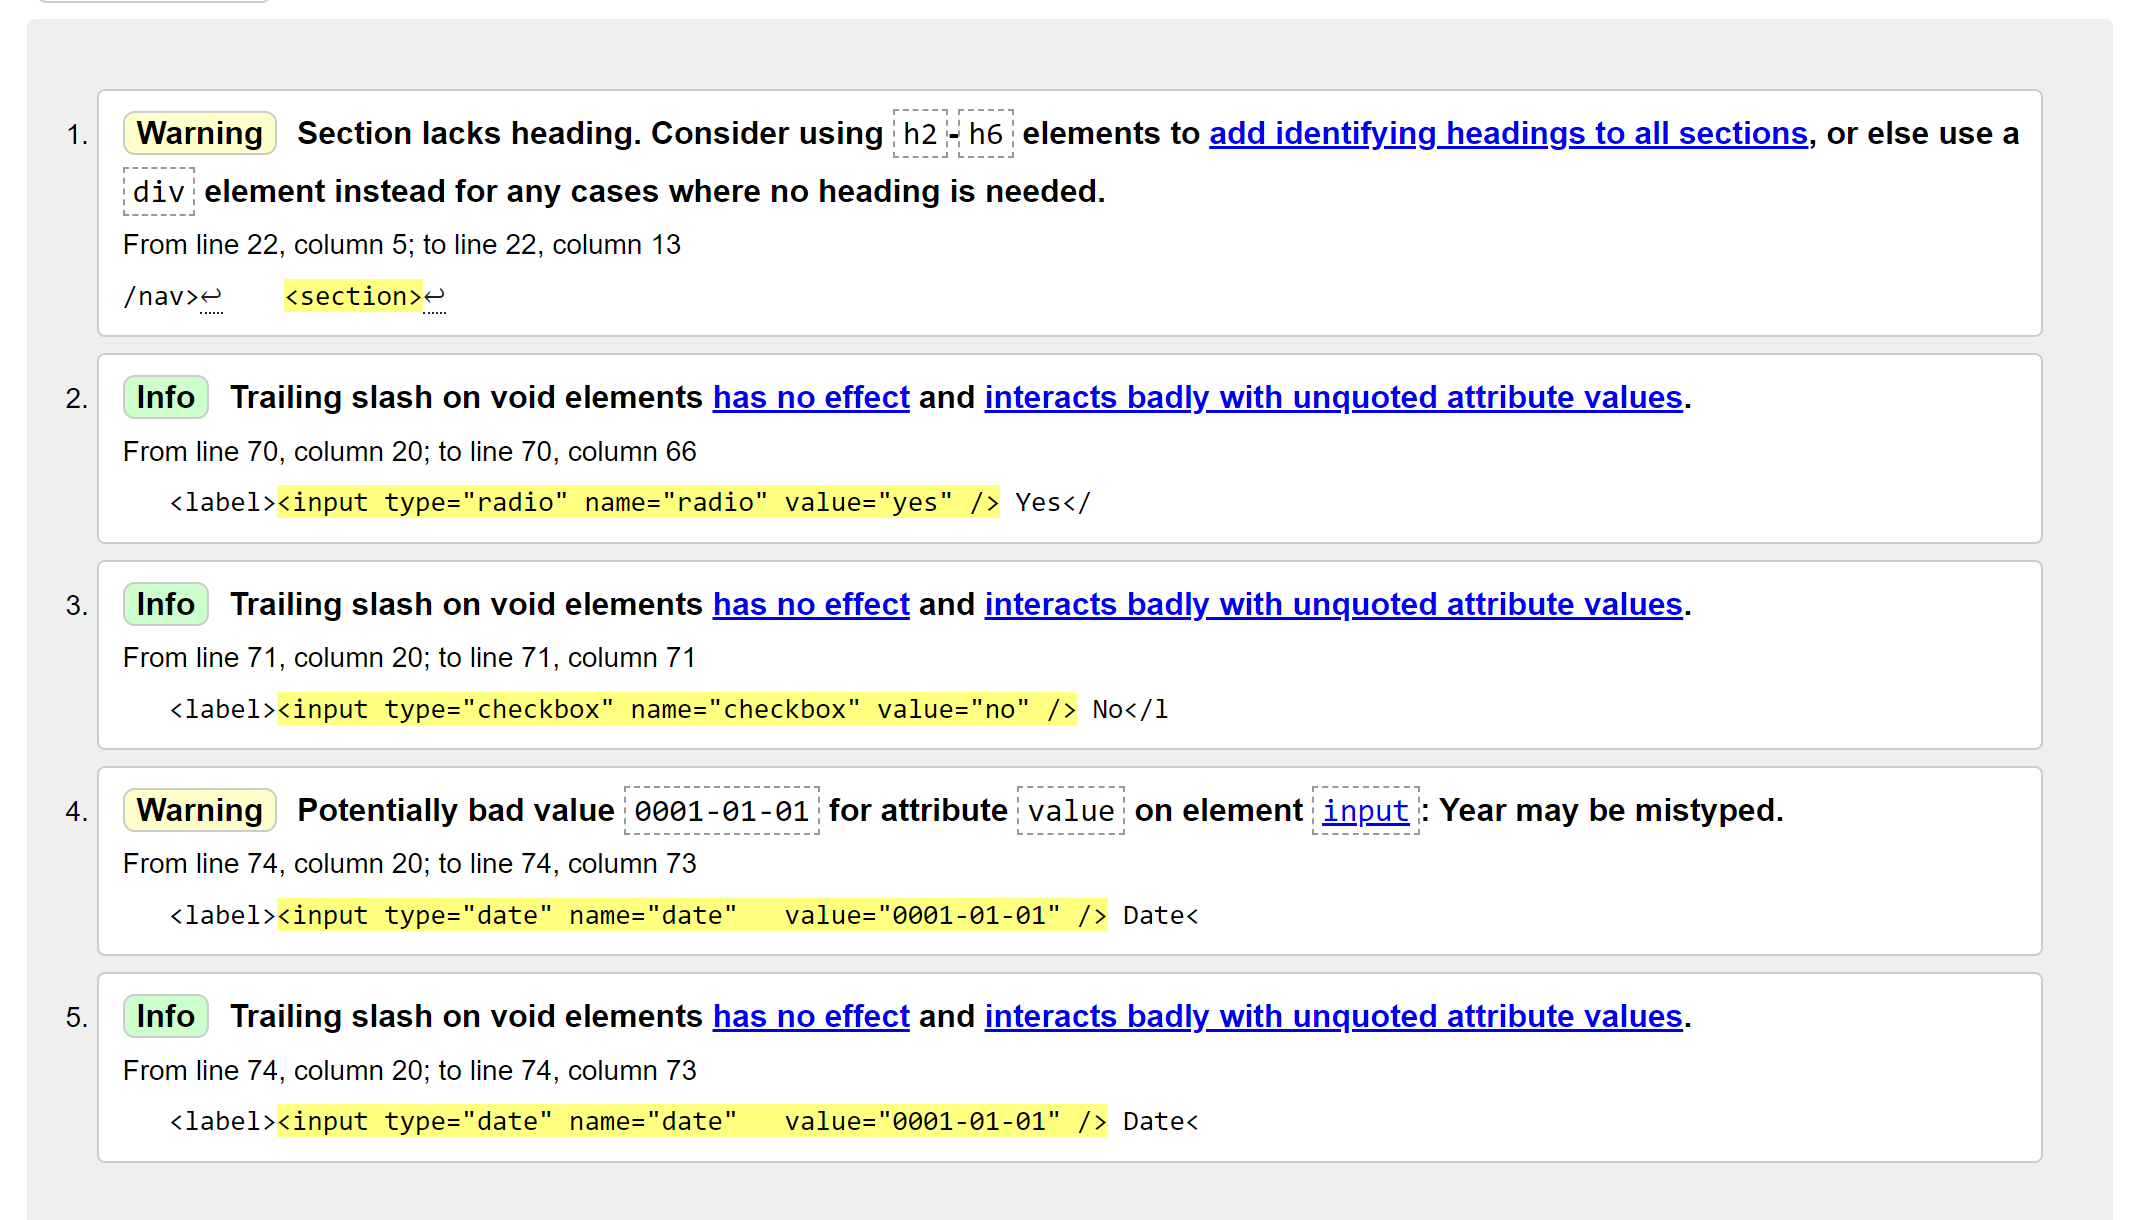 1. Warning Section lacks heading. Consider using h2-h6 elements to add identifying headings to all sections, or else use a
div element instead for any cases where no heading is needed.
From line 22, column 5; to line 22, column 13
/nav>↩    <section>↩
2. Info Trailing slash on void elements has no effect and interacts badly with unquoted attribute values.
From line 70, column 20; to line 70, column 66
<label><input type="radio" name="radio" value="yes" /> Yes</
3. Info Trailing slash on void elements has no effect and interacts badly with unquoted attribute values.
From line 71, column 20; to line 71, column 71
<label><input type="checkbox" name="checkbox" value="no" /> No</l
4. Warning Potentially bad value 0001-01-01 for attribute value on element input: Year may be mistyped.
From line 74, column 20; to line 74, column 73
<label><input type="date" name="date"   value="0001-01-01" /> Date<
5. Info Trailing slash on void elements has no effect and interacts badly with unquoted attribute values.
From line 74, column 20; to line 74, column 73
<label><input type="date" name="date"   value="0001-01-01" /> Date<